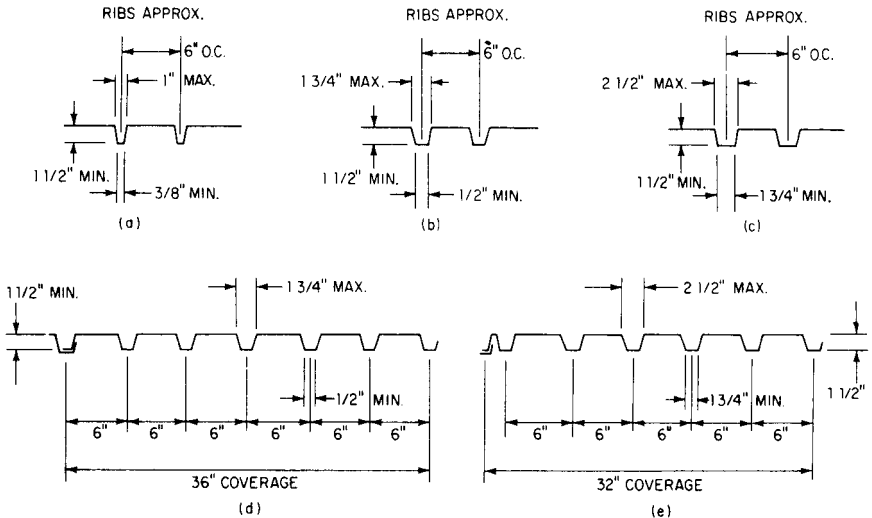 RIBS APPROX.
6" O.C.
1" MAX.
1 1/2" MIN.
3/8" MIN.
(a)
RIBS APPROX.
6" O.C.
1 3/4" MAX.
1 1/2" MIN.
1/2" MIN.
(b)
RIBS APPROX.
6" O.C.
2 1/2" MAX.
1 1/2" MIN.
1 3/4" MIN.
(c)
1 1/2" MIN.
1 3/4" MAX.
1/2" MIN.
6" 6" 6" 6" 6" 6"
36" COVERAGE
(d)
2 1/2" MAX.
1 1/2"
1 3/4" MIN.
6" 6" 6" 6" 6"
32" COVERAGE
(e)